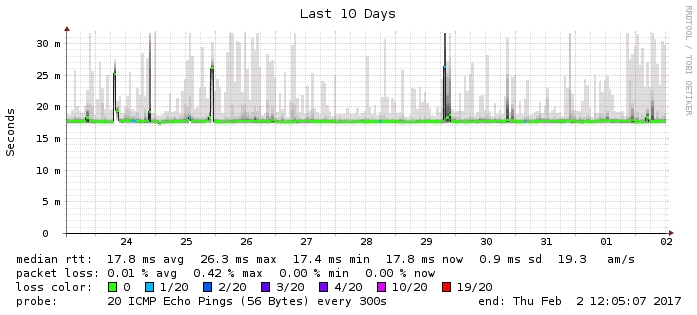 Last 10 Days
RRDTOOL / TOBI OETIKER
Seconds
30 m
25 m
20 m
15 m
10 m
5 m
0
24 25 26 27 28 29 30 31 01 02
median rtt: 17.8 ms avg 26.3 ms max 17.4 ms min 17.8 ms now 0.9 ms sd 19.3 am/s
packet loss: 0.01 % avg 0.42 % max 0.00 % min 0.00 % now
loss color: 0 1/20 2/20 3/20 4/20 10/20 19/20
probe: 20 ICMP Echo Pings (56 Bytes) every 300s end: Thu Feb 2 12:05:07 2017